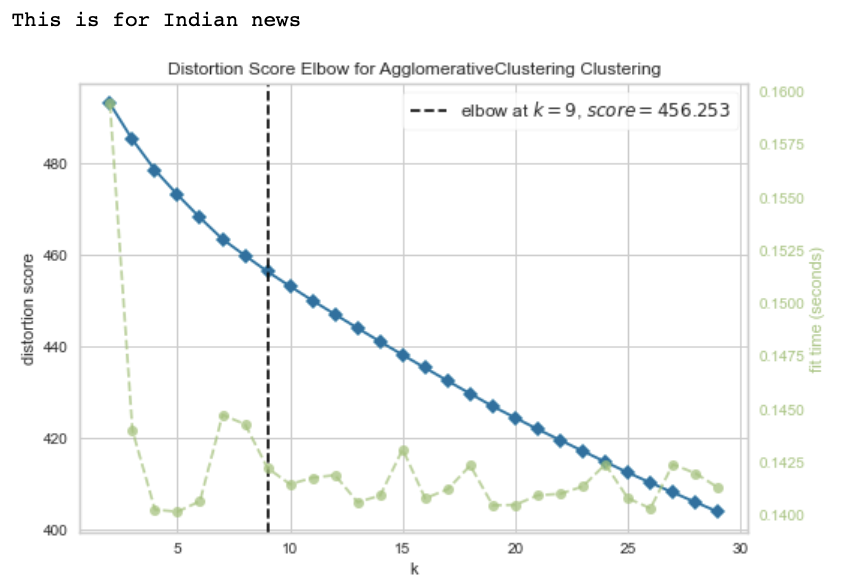 This is for Indian news
Distortion Score Elbow for AgglomerativeClustering Clustering
elbow at k = 9, score = 456.253
distortion score
480
460
440
420
400
0.1600
0.1575
0.1550
0.1525
0.1500
0.1475
0.1450
0.1425
0.1400
fit time (seconds)
5 10 15 20 25 30
k